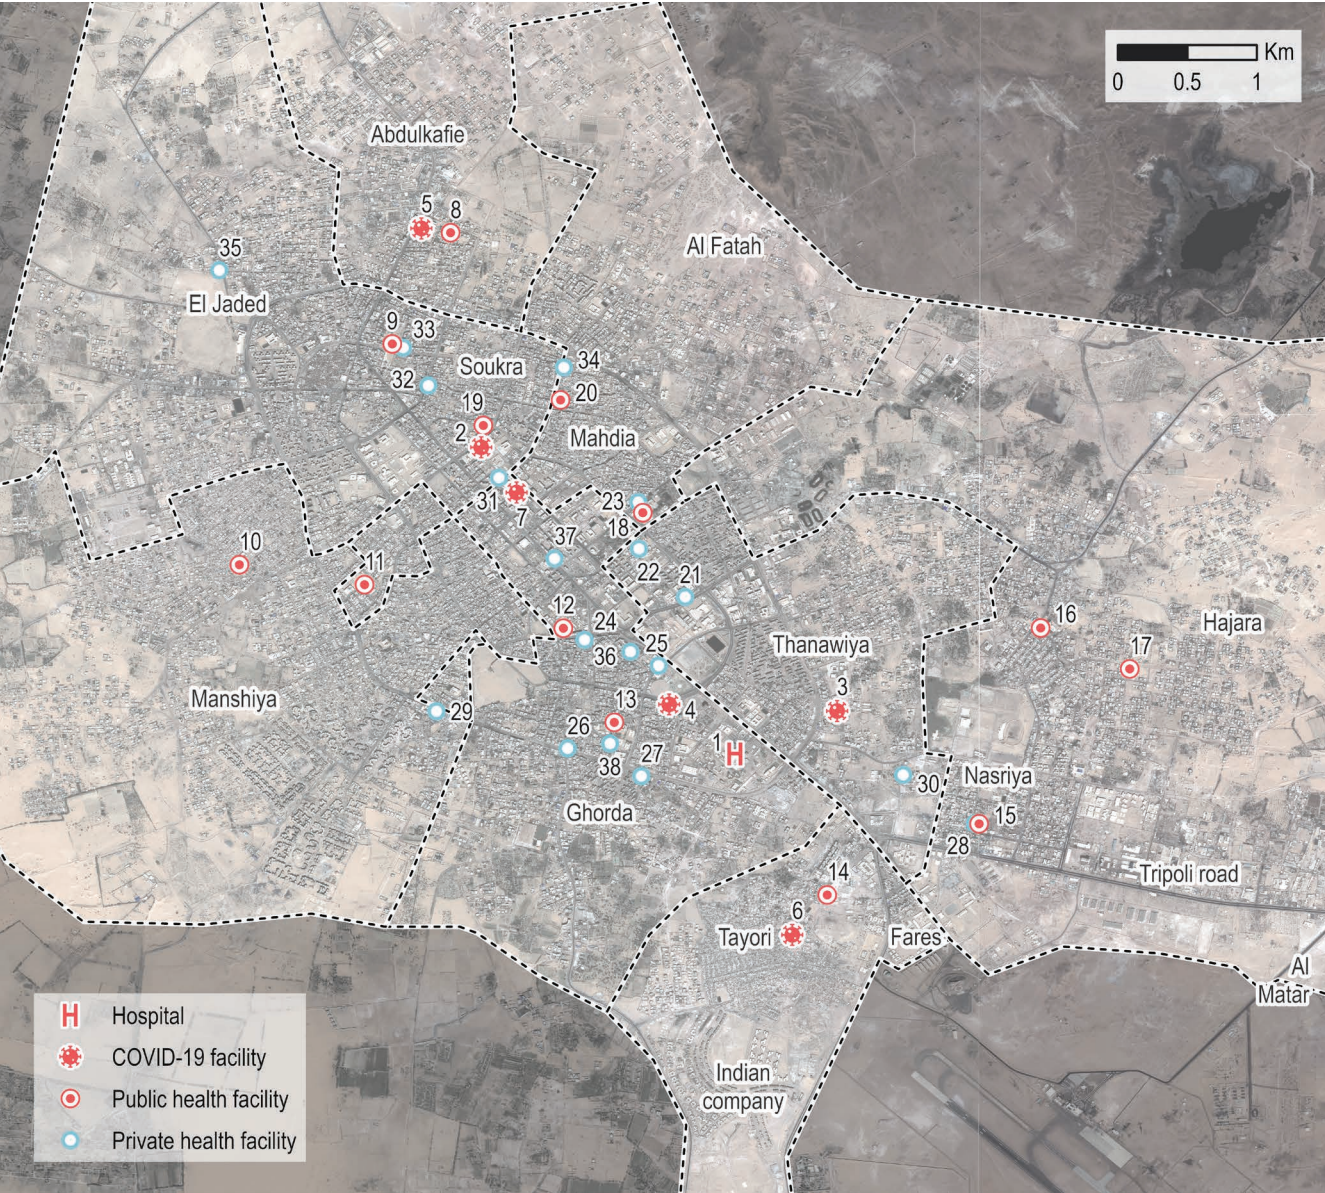 Km
0 0.5 1
Abdulkafie
5 8
Al Fatah
35
El Jaded
9 33
Soukra
34
32
20
19
2
Mahdia
31
7
23
18
37
22
10
11
21
12
24
36
25
16
Hajara
17
Thanawiya
Manshiya
29
13
4
3
26
38
27
1 H
30
Nasriya
Ghorda
15
28
14
Tripoli road
6
Tayori
Fares
Al
Matar
Indian
company
H Hospital
COVID-19 facility
Public health facility
Private health facility